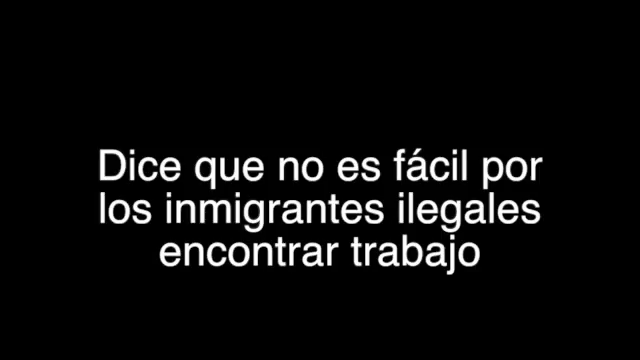 Dice que no es fácil por
los inmigrantes ilegales
encontrar trabajo